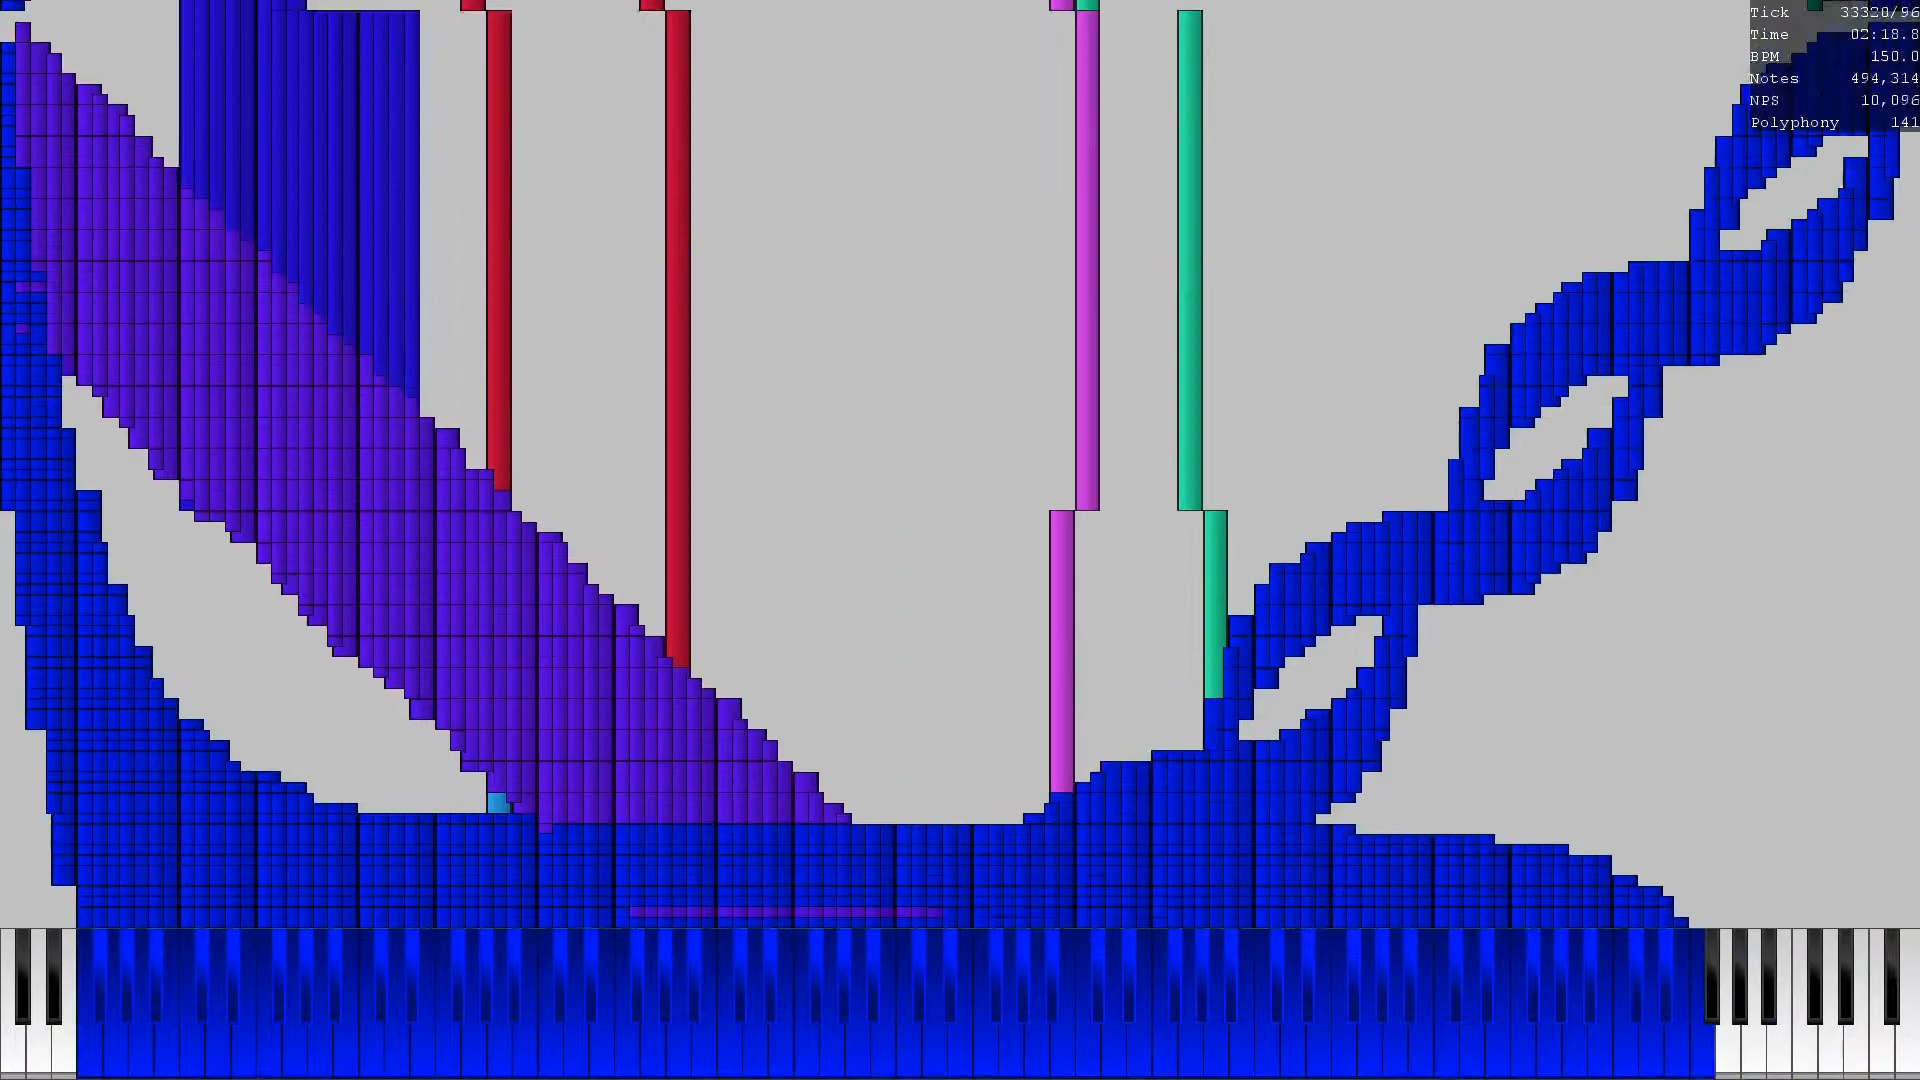 Tick 33320/96
Time 02:18.8
BPM 150.0
Notes 494,314
NPS 10,096
Polyphony 141